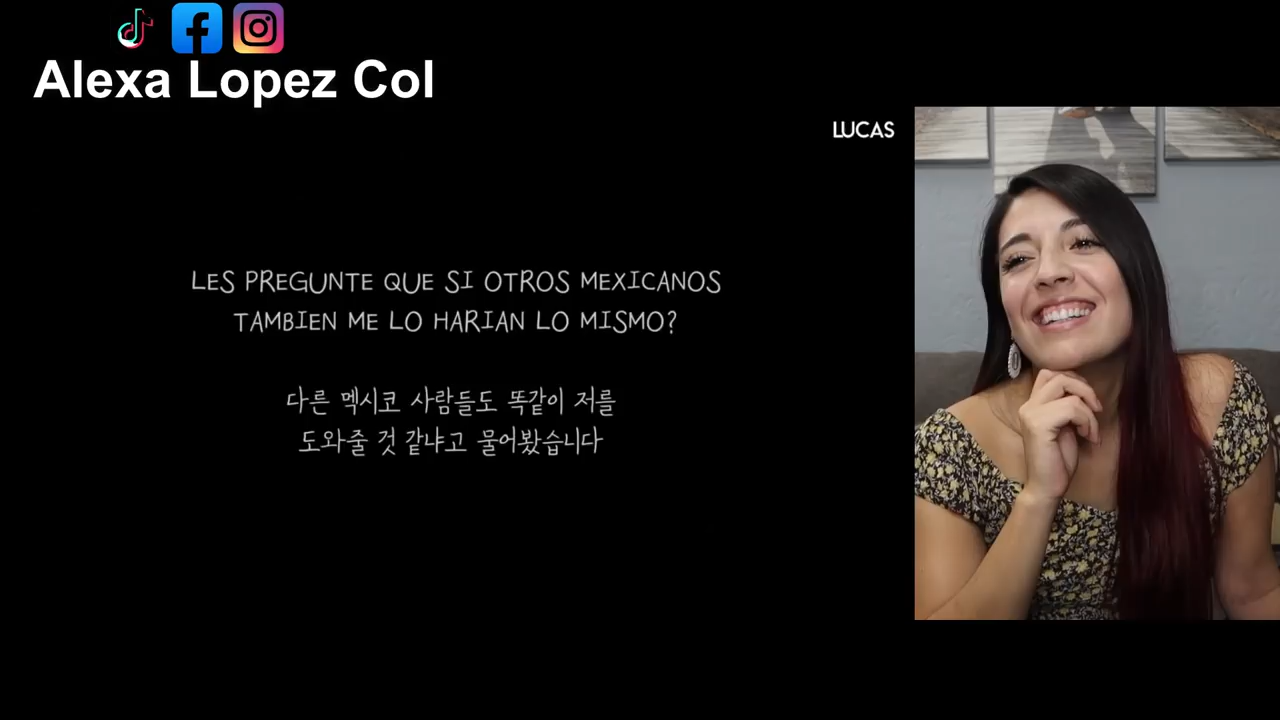 Alexa Lopez Col
LUCAS
LES PREGUNTE QUE SI OTROS MEXICANOS
TAMBIEN ME LO HARIAN LO MISMO?
다른 멕시코 사람들도 똑같이 저를
도와줄 것 같냐고 물어봤습니다